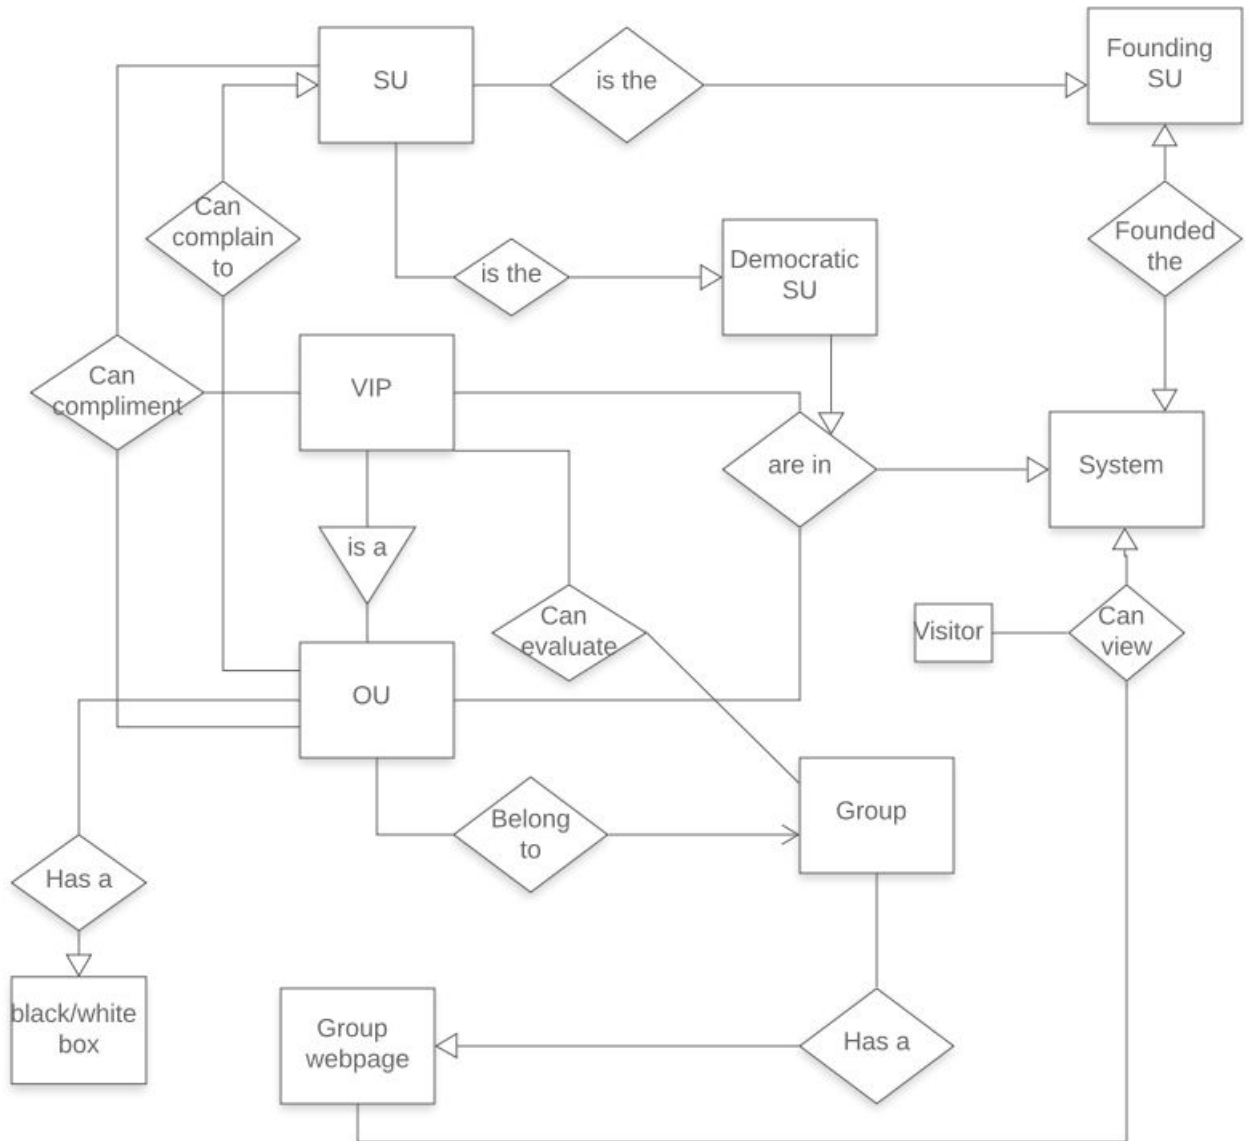 SU
is the
Founding
SU
Can
complain
to
is the
Democratic
SU
Founded
the
Can
compliment
VIP
are in
System
is a
Can
evaluate
Visitor
Can
view
OU
Belong
to
Group
Has a
black/white
box
Group
webpage
Has a